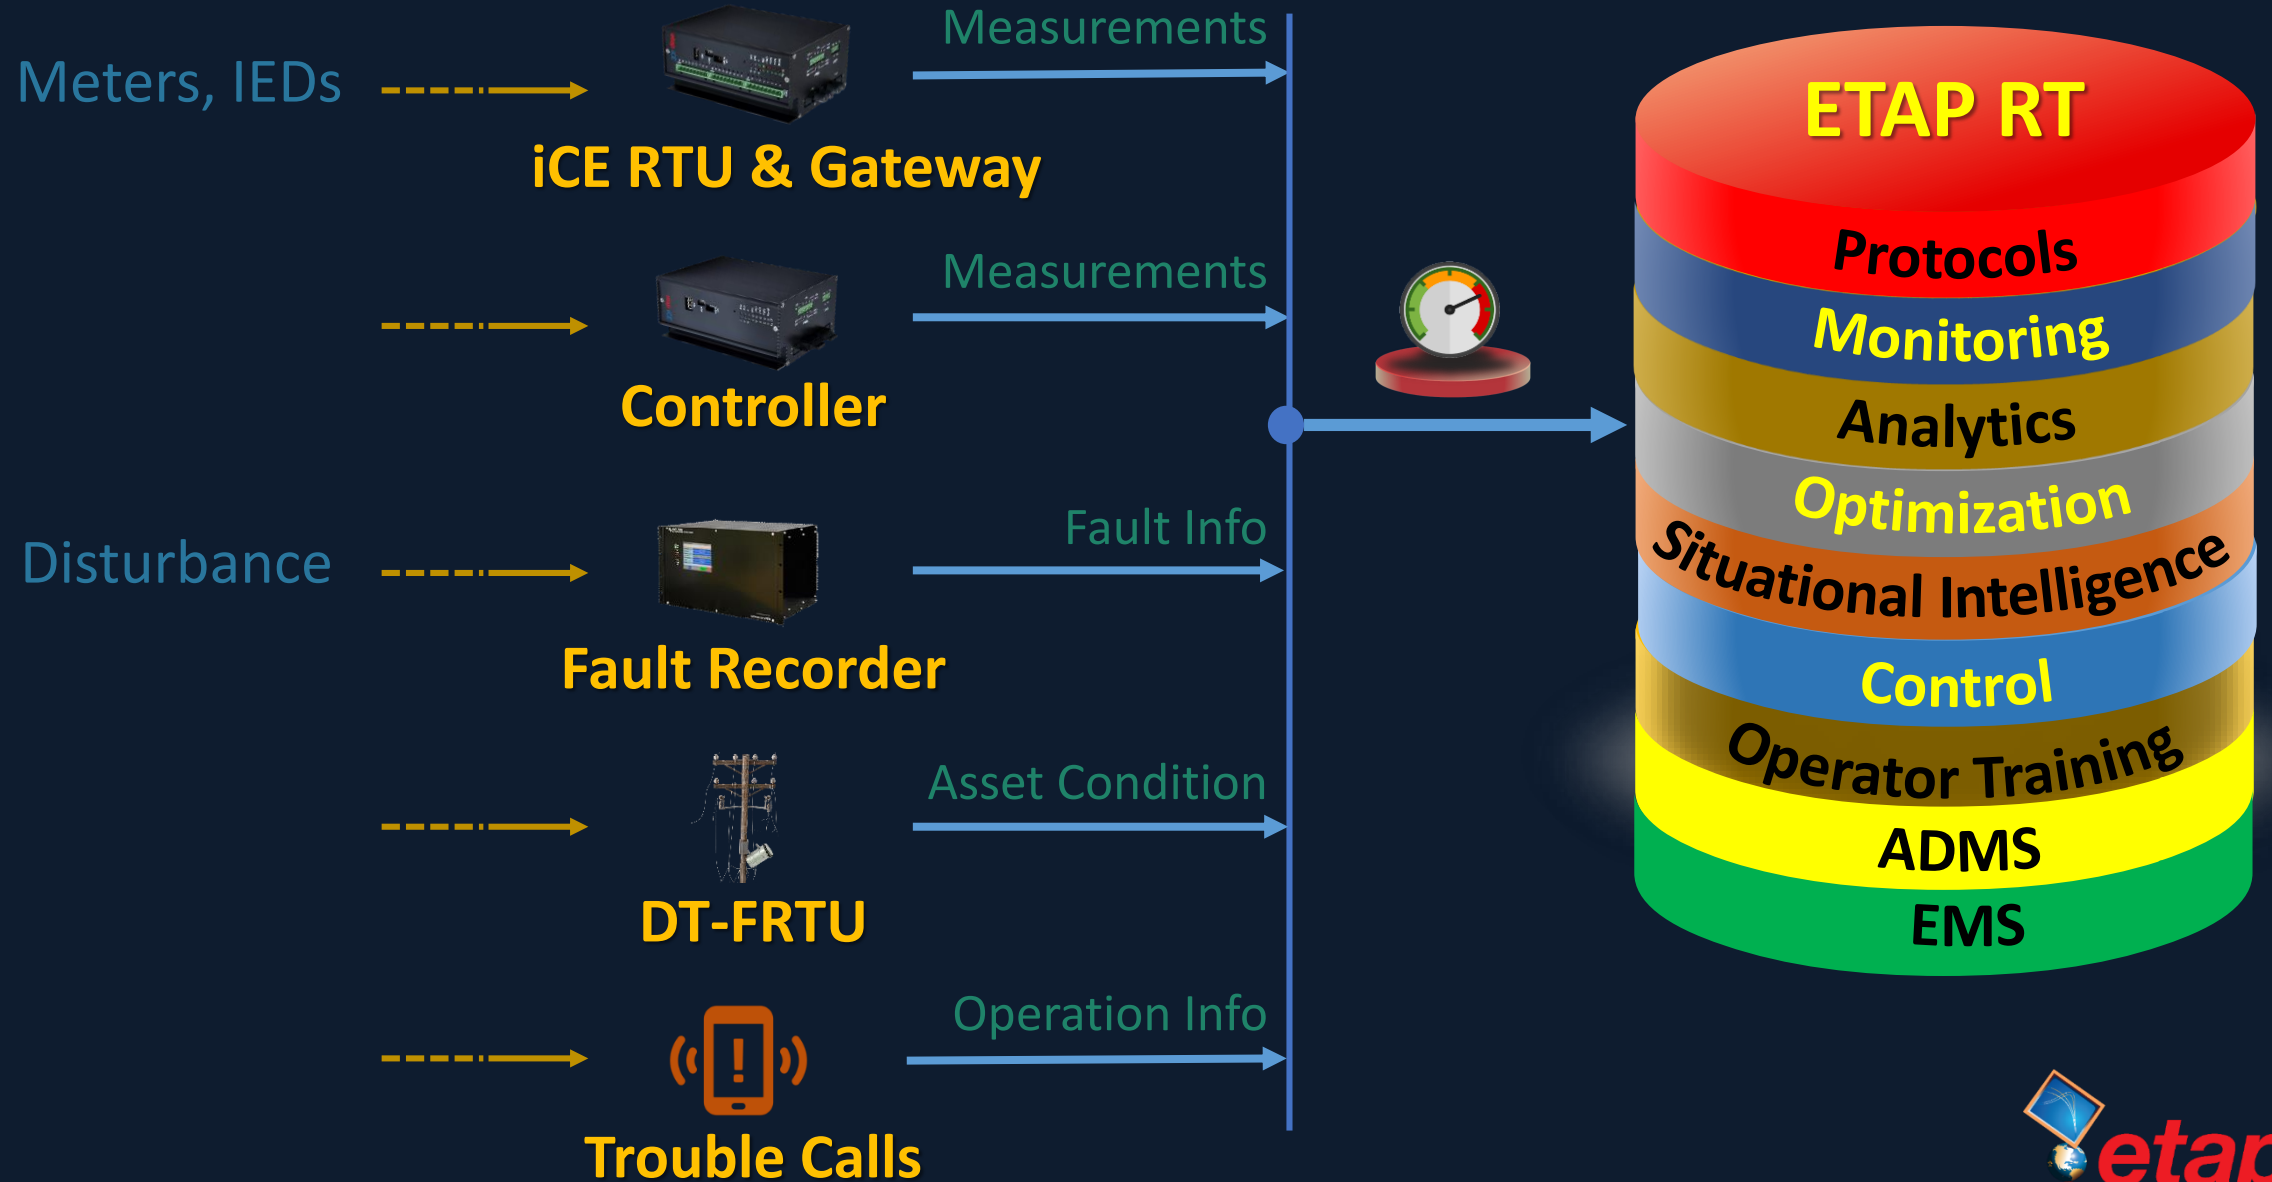 Meters, IEDs
Measurements
iCE RTU & Gateway
Measurements
Controller
Disturbance
Fault Info
Fault Recorder
Asset Condition
DT-FRTU
Operation Info
!
Trouble Calls
ETAP RT
Protocols
Monitoring
Analytics
Optimization
Situational Intelligence
Control
Operator Training
ADMS
EMS
etap